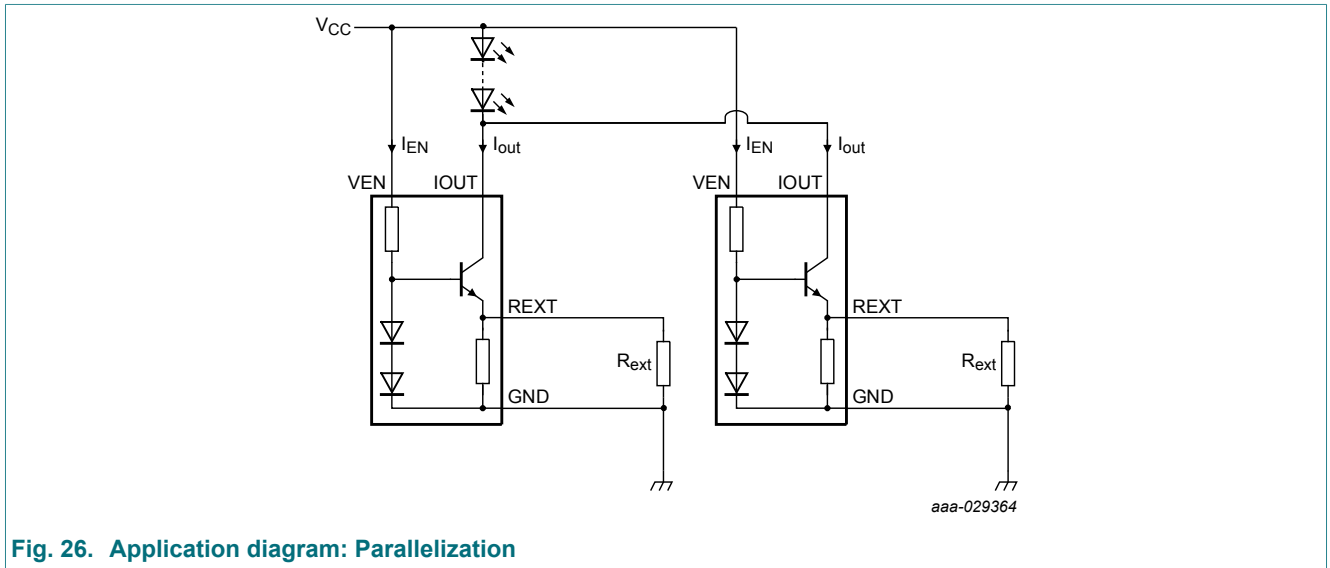 VCC
IEN Iout IEN Iout
VEN IOUT VEN IOUT
REXT REXT
Rext Rext
GND GND
aaa-029364
Fig. 26. Application diagram: Parallelization